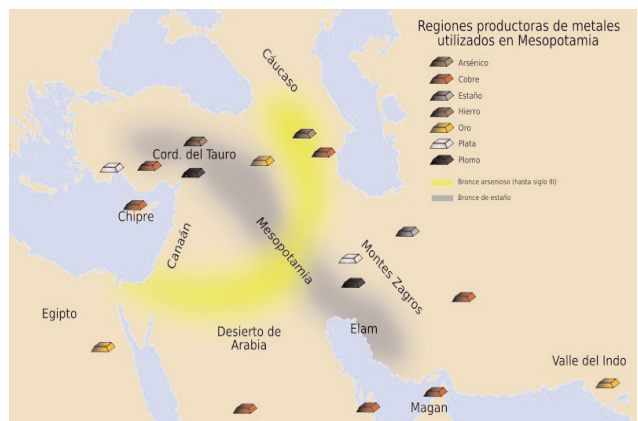 Regiones productoras de metales
utilizados en Mesopotamia
Arsénico
Cobre
Estaño
Hierro
Oro
Plata
Plomo
Bronce arsenioso (hasta siglo III)
Bronce de estaño
Cáucaso
Cord. del Tauro
Chipre
Canaán
Mesopotamia
Montes Zagros
Egipto
Desierto de
Arabia
Elam
Valle del Indo
Magan